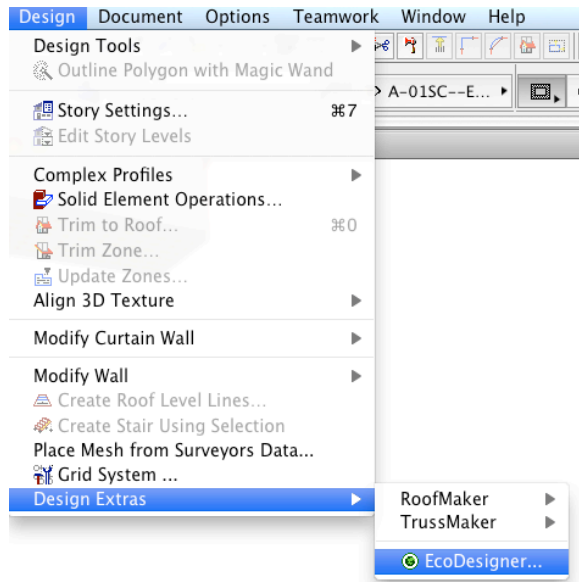 Design Document Options Teamwork Window Help
Design Tools
Outline Polygon with Magic Wand
A-01SC--E...
Story Settings... ⌘7
Edit Story Levels
Complex Profiles
Solid Element Operations...
Trim to Roof... ⌘0
Trim Zone...
Update Zones...
Align 3D Texture
Modify Curtain Wall
Modify Wall
Create Roof Level Lines...
Create Stair Using Selection
Place Mesh from Surveyors Data...
Grid System ...
Design Extras
RoofMaker
TrussMaker
EcoDesigner...